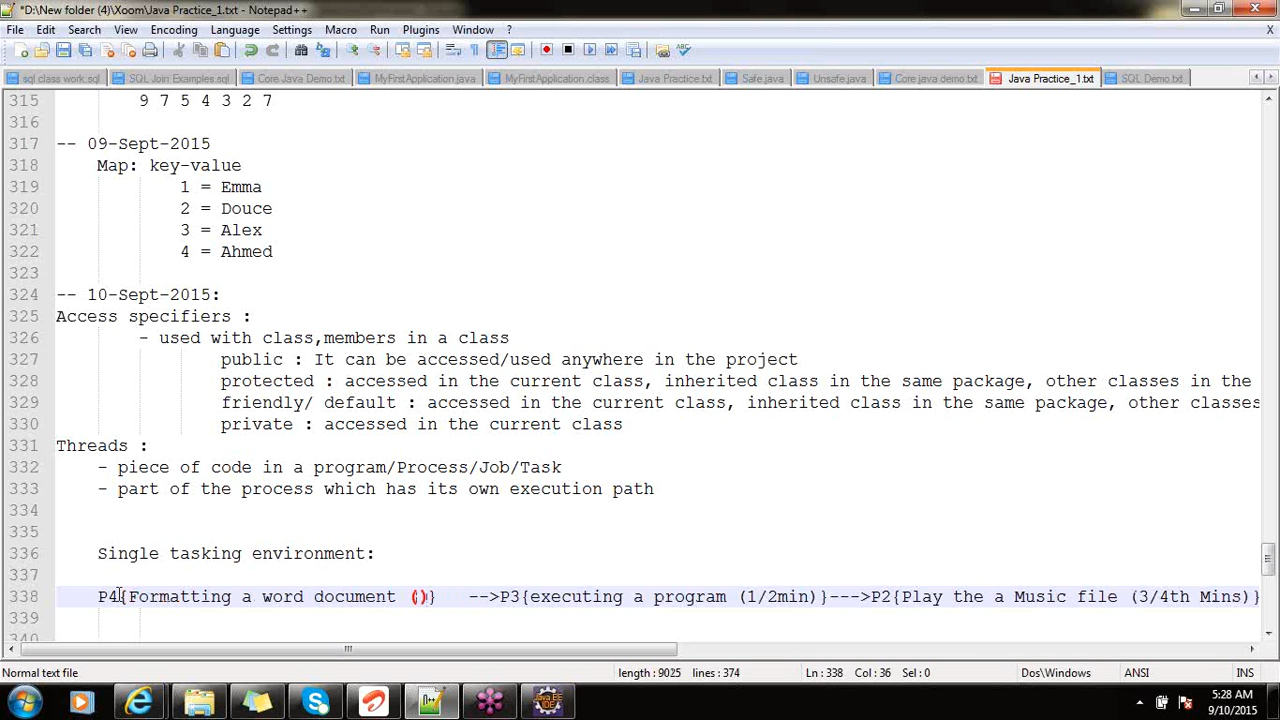 *D:\New folder (4)\Xoom\Java Practice_1.txt - Notepad++
File Edit Search View Encoding Language Settings Macro Run Plugins Window ? X
sql class work.sql SQL Join Examples.sql Core Java Demo.txt MyFirstApplication.java MyFirstApplication.class Java Practice.txt Safe.java Unsafe.java Core java demo.txt Java Practice_1.txt SQL Demo.txt
315 9 7 5 4 3 2 7
316
317 -- 09-Sept-2015
318 Map: key-value
319 1 = Emma
320 2 = Douce
321 3 = Alex
322 4 = Ahmed
323
324 -- 10-Sept-2015:
325 Access specifiers :
326 - used with class,members in a class
327 public : It can be accessed/used anywhere in the project
328 protected : accessed in the current class, inherited class in the same package, other classes in the
329 friendly/ default : accessed in the current class, inherited class in the same package, other classes
330 private : accessed in the current class
331 Threads :
332 - piece of code in a program/Process/Job/Task
333 - part of the process which has its own execution path
334
335
336 Single tasking environment:
337
338 P4{Formatting a word document ()} -->P3{executing a program (1/2min)}--->P2{Play the a Music file (3/4th Mins)}
339
340
Normal text file length : 9025 lines : 374 Ln : 338 Col : 36 Sel : 0 Dos\Windows ANSI INS
5:28 AM
9/10/2015